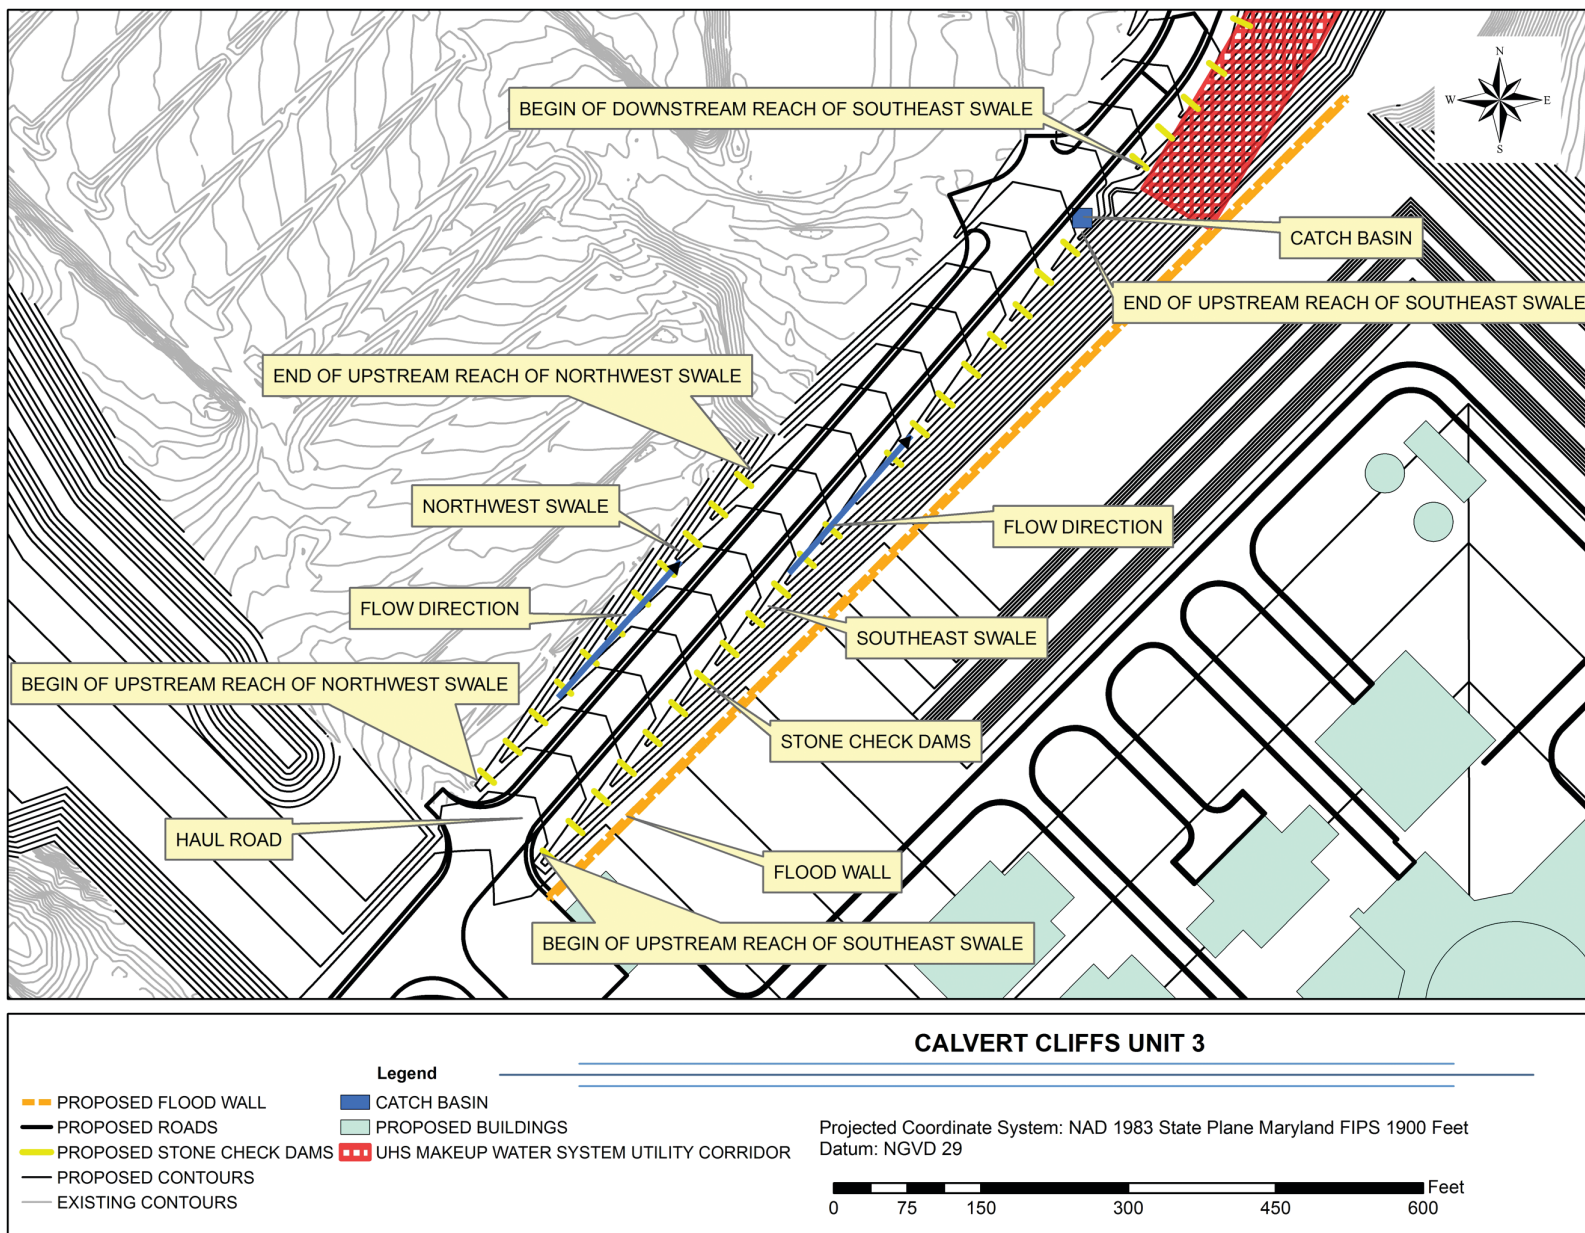 N
W
E
S
BEGIN OF DOWNSTREAM REACH OF SOUTHEAST SWALE
CATCH BASIN
END OF UPSTREAM REACH OF SOUTHEAST SWALE
END OF UPSTREAM REACH OF NORTHWEST SWALE
NORTHWEST SWALE
FLOW DIRECTION
FLOW DIRECTION
SOUTHEAST SWALE
BEGIN OF UPSTREAM REACH OF NORTHWEST SWALE
STONE CHECK DAMS
HAUL ROAD
FLOOD WALL
BEGIN OF UPSTREAM REACH OF SOUTHEAST SWALE
CALVERT CLIFFS UNIT 3
Legend
PROPOSED FLOOD WALL
PROPOSED ROADS
PROPOSED STONE CHECK DAMS
PROPOSED CONTOURS
EXISTING CONTOURS
CATCH BASIN
PROPOSED BUILDINGS
UHS MAKEUP WATER SYSTEM UTILITY CORRIDOR
Projected Coordinate System: NAD 1983 State Plane Maryland FIPS 1900 Feet
Datum: NGVD 29
Feet
0 75 150 300 450 600